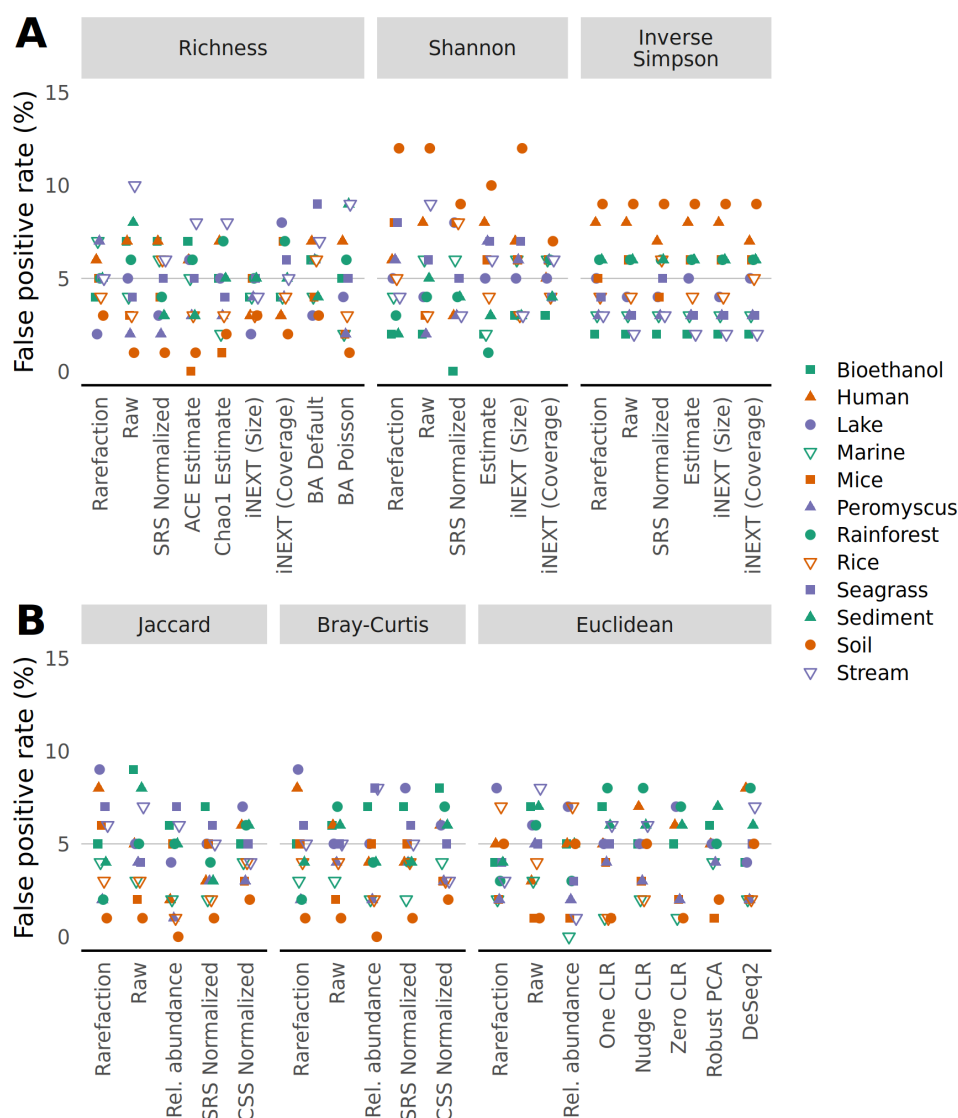 A
Richness
Shannon
Inverse
Simpson
False positive rate (%)
15
10
5
0
Rarefaction
Raw
SRS Normalized
ACE Estimate
Chao1 Estimate
iNEXT (Size)
iNEXT (Coverage)
BA Default
BA Poisson
Rarefaction
Raw
SRS Normalized
Estimate
iNEXT (Size)
iNEXT (Coverage)
Rarefaction
Raw
SRS Normalized
Estimate
iNEXT (Size)
iNEXT (Coverage)
Bioethanol
Human
Lake
Marine
Mice
Peromyscus
Rainforest
Rice
Seagrass
Sediment
Soil
Stream
B
Jaccard
Bray-Curtis
Euclidean
False positive rate (%)
15
10
5
0
Rarefaction
Raw
Rel. abundance
SRS Normalized
CSS Normalized
Rarefaction
Raw
Rel. abundance
SRS Normalized
CSS Normalized
Rarefaction
Raw
Rel. abundance
One CLR
Nudge CLR
Zero CLR
Robust PCA
DeSeq2